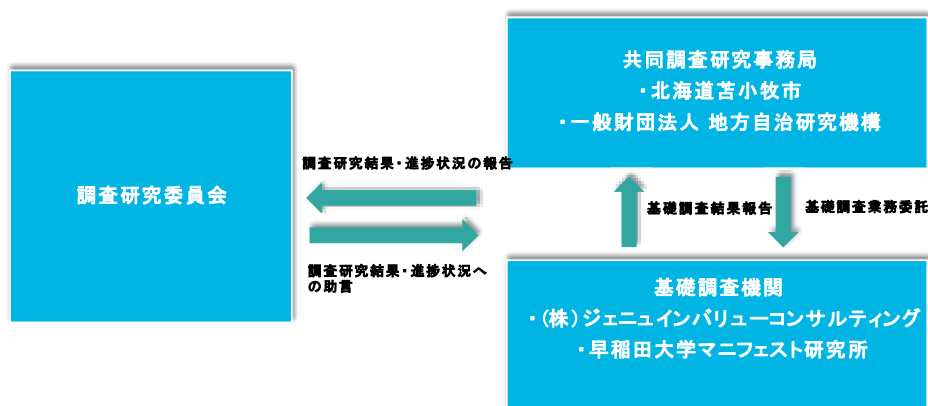 共同調査研究事務局
・北海道苫小牧市
・一般財団法人 地方自治研究機構
調査研究委員会
調査研究結果・進捗状況の報告
調査研究結果・進捗状況へ
の助言
基礎調査結果報告
基礎調査業務委託
基礎調査機関
・(株)ジェニュインバリューコンサルティング
・早稲田大学マニフェスト研究所